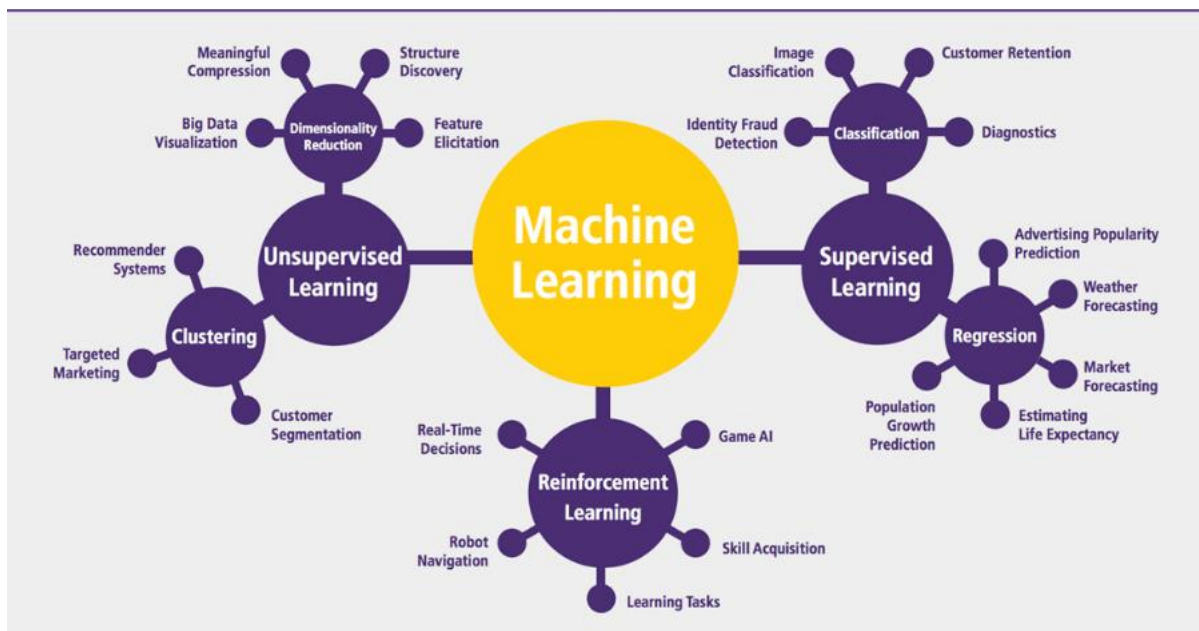 Machine
Learning
Unsupervised
Learning
Dimensionality
Reduction
Meaningful
Compression
Structure
Discovery
Big Data
Visualization
Feature
Elicitation
Clustering
Recommender
Systems
Targeted
Marketing
Customer
Segmentation
Supervised
Learning
Classification
Image
Classification
Customer Retention
Identity Fraud
Detection
Diagnostics
Regression
Advertising Popularity
Prediction
Weather
Forecasting
Market
Forecasting
Estimating
Life Expectancy
Population
Growth
Prediction
Reinforcement
Learning
Real-Time
Decisions
Game AI
Robot
Navigation
Skill Acquisition
Learning Tasks